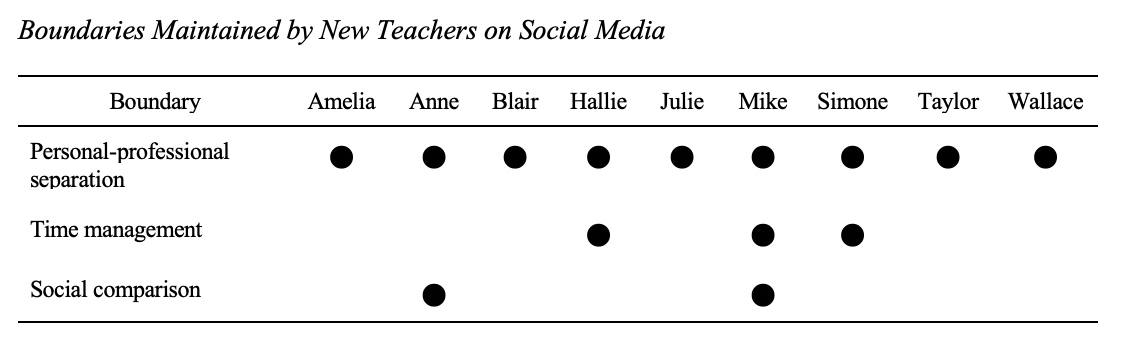 Boundaries Maintained by New Teachers on Social Media
Boundary Amelia Anne Blair Hallie Julie Mike Simone Taylor Wallace
Personal-professional
separation
Time management
Social comparison